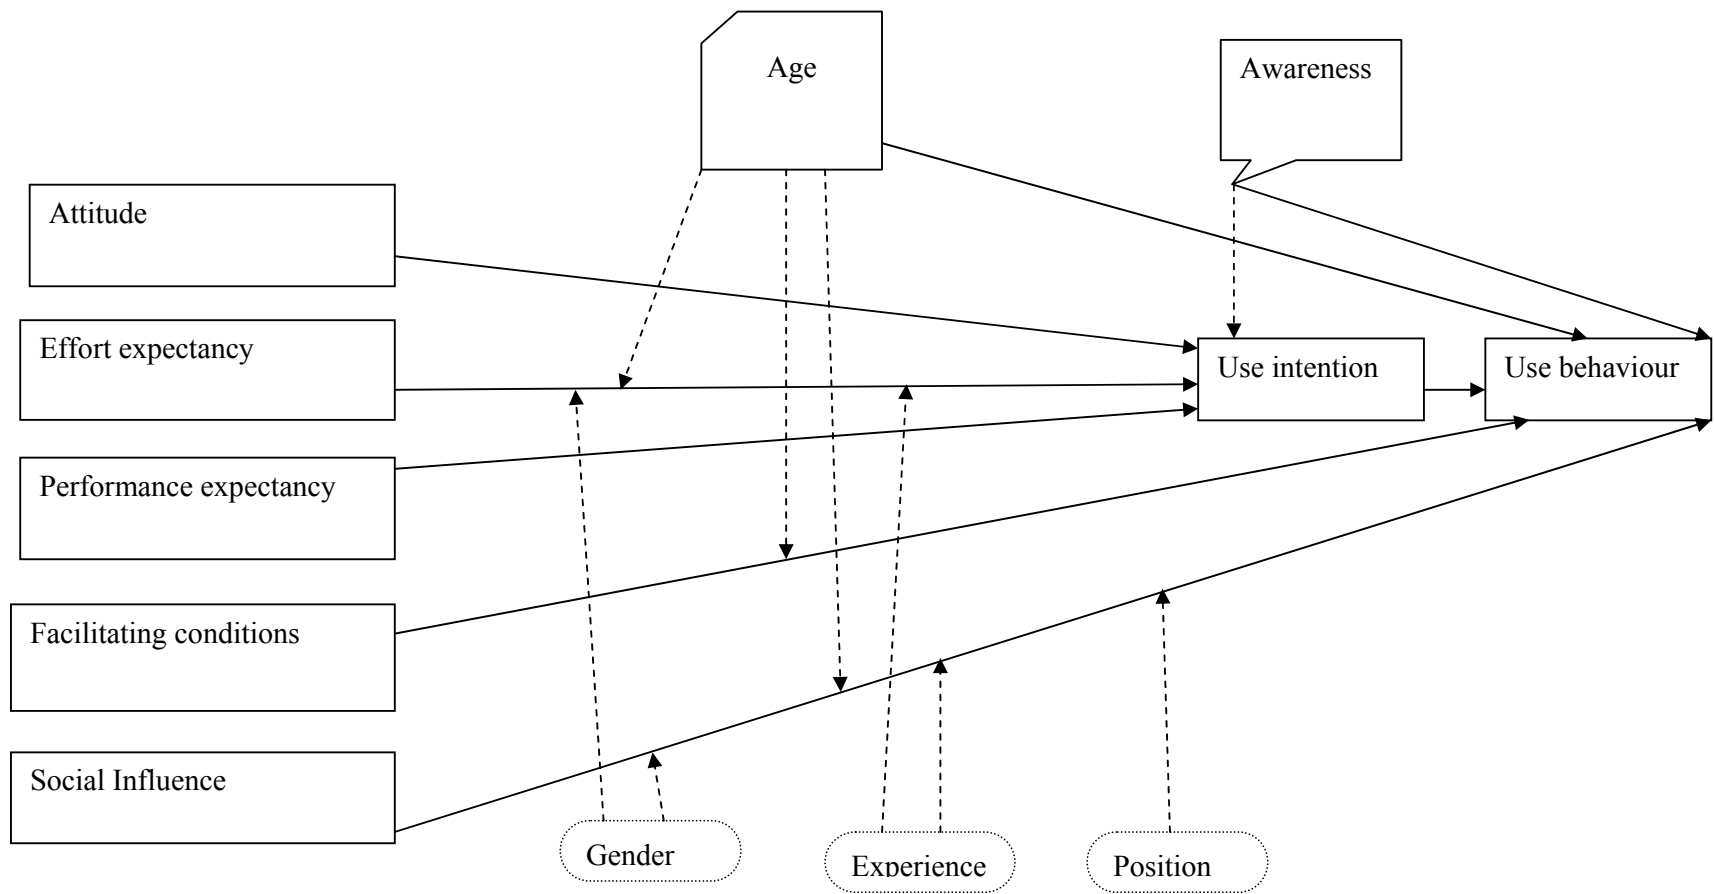 Age
Awareness
Attitude
Effort expectancy
Use intention
Use behaviour
Performance expectancy
Facilitating conditions
Social Influence
Gender
Experience
Position